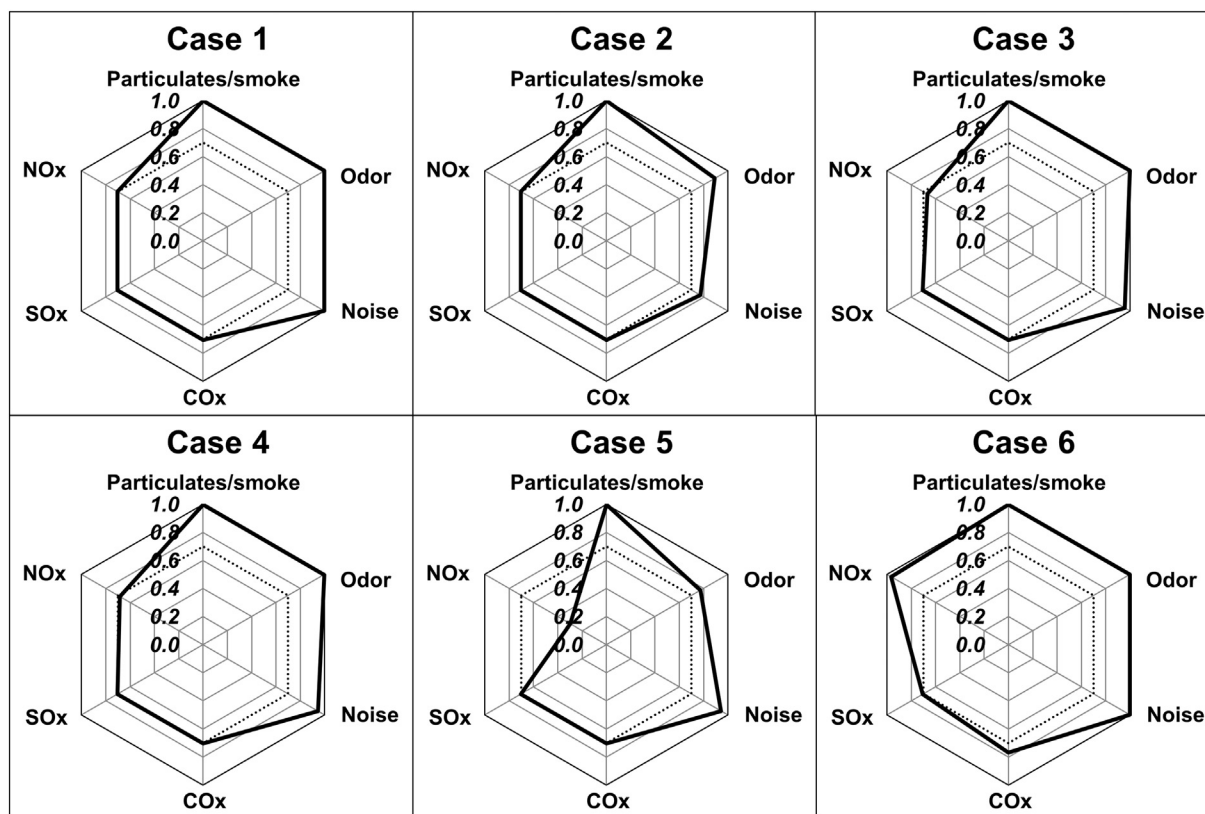 Case 1
Particulates/smoke
1.0
0.8
NOx
0.6
Odor
0.4
0.2
0.0
SOx
Noise
COx
Case 2
Particulates/smoke
1.0
0.8
NOx
0.6
Odor
0.4
0.2
0.0
SOx
Noise
COx
Case 3
Particulates/smoke
1.0
0.8
NOx
0.6
Odor
0.4
0.2
0.0
SOx
Noise
COx
Case 4
Particulates/smoke
1.0
0.8
NOx
0.6
Odor
0.4
0.2
0.0
SOx
Noise
COx
Case 5
Particulates/smoke
1.0
0.8
NOx
0.6
Odor
0.4
0.2
0.0
SOx
Noise
COx
Case 6
Particulates/smoke
1.0
0.8
NOx
0.6
Odor
0.4
0.2
0.0
SOx
Noise
COx